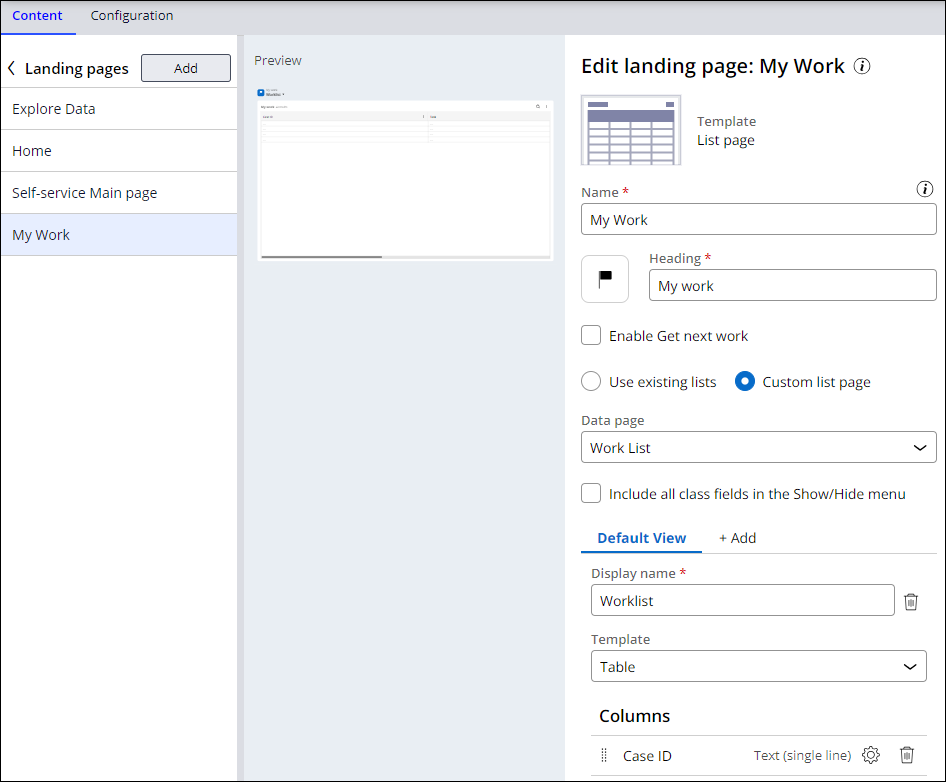 Content Configuration
Landing pages Add
Explore Data
Home
Self-service Main page
My Work
Preview
Case ID
Edit landing page: My Work
Template
List page
Name *
My Work
Heading *
My work
Enable Get next work
Use existing lists Custom list page
Data page
Work List
Include all class fields in the Show/Hide menu
Default View + Add
Display name *
Worklist
Template
Table
Columns
Case ID Text (single line)